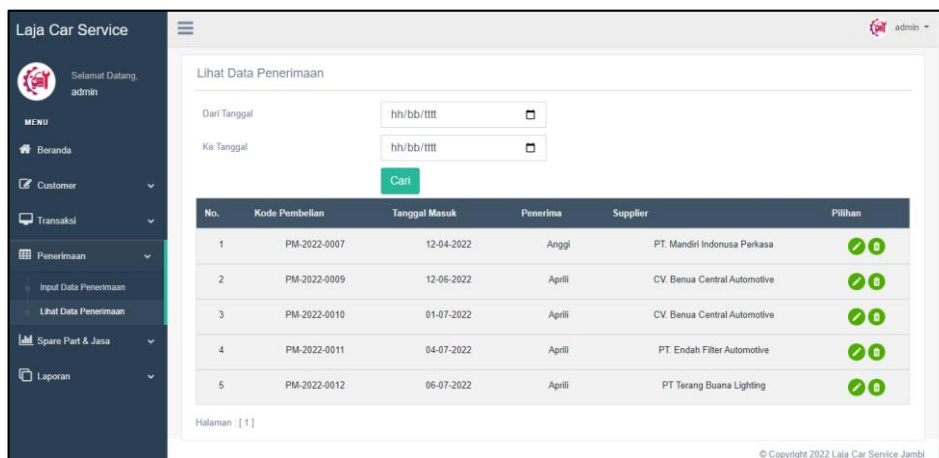 Laja Car Service
admin
Selamat Datang,
admin
MENU
Beranda
Customer
Transaksi
Penerimaan
Input Data Penerimaan
Lihat Data Penerimaan
Spare Part & Jasa
Laporan
Lihat Data Penerimaan
Dari Tanggal hh/bb/tttt
Ke Tanggal hh/bb/tttt
Cari
No. Kode Pembelian Tanggal Masuk Penerima Supplier Pilihan
1 PM-2022-0007 12-04-2022 Anggi PT. Mandiri Indonusa Perkasa
2 PM-2022-0009 12-06-2022 Aprili CV. Benua Central Automotive
3 PM-2022-0010 01-07-2022 Aprili CV. Benua Central Automotive
4 PM-2022-0011 04-07-2022 Aprili PT. Endah Filter Automotive
5 PM-2022-0012 06-07-2022 Aprili PT Terang Buana Lighting
Halaman : [ 1 ]
© Copyright 2022 Laja Car Service Jambi